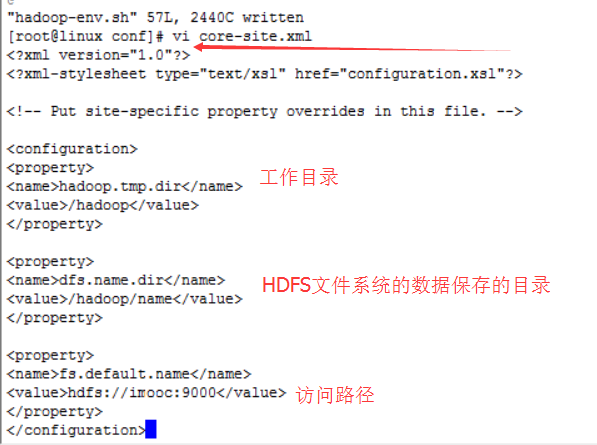 "hadoop-env.sh" 57L, 2440C written
[root@linux conf]# vi core-site.xml
<?xml version="1.0"?>
<?xml-stylesheet type="text/xsl" href="configuration.xsl"?>
<!-- Put site-specific property overrides in this file. -->
<configuration>
<property>
<name>hadoop.tmp.dir</name>
工作目录
<value>/hadoop</value>
</property>
<property>
<name>dfs.name.dir</name>
HDFS文件系统的数据保存的目录
<value>/hadoop/name</value>
</property>
<property>
<name>fs.default.name</name>
<value>hdfs://imooc:9000</value>
访问路径
</property>
</configuration>